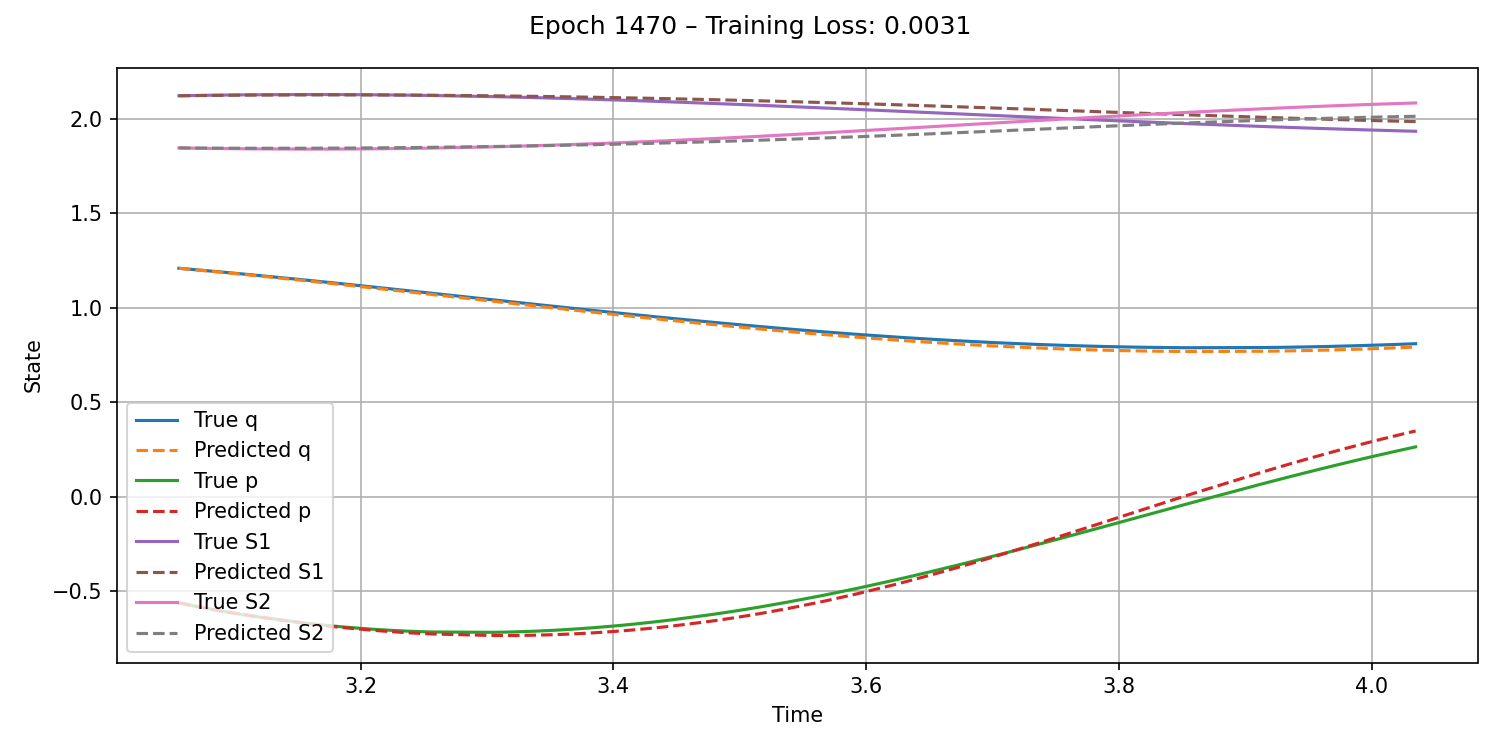 Epoch 1470 – Training Loss: 0.0031
2.0
1.5
1.0
0.5
0.0
−0.5
State
True q
Predicted q
True p
Predicted p
True S1
Predicted S1
True S2
Predicted S2
3.2 3.4 3.6 3.8 4.0
Time